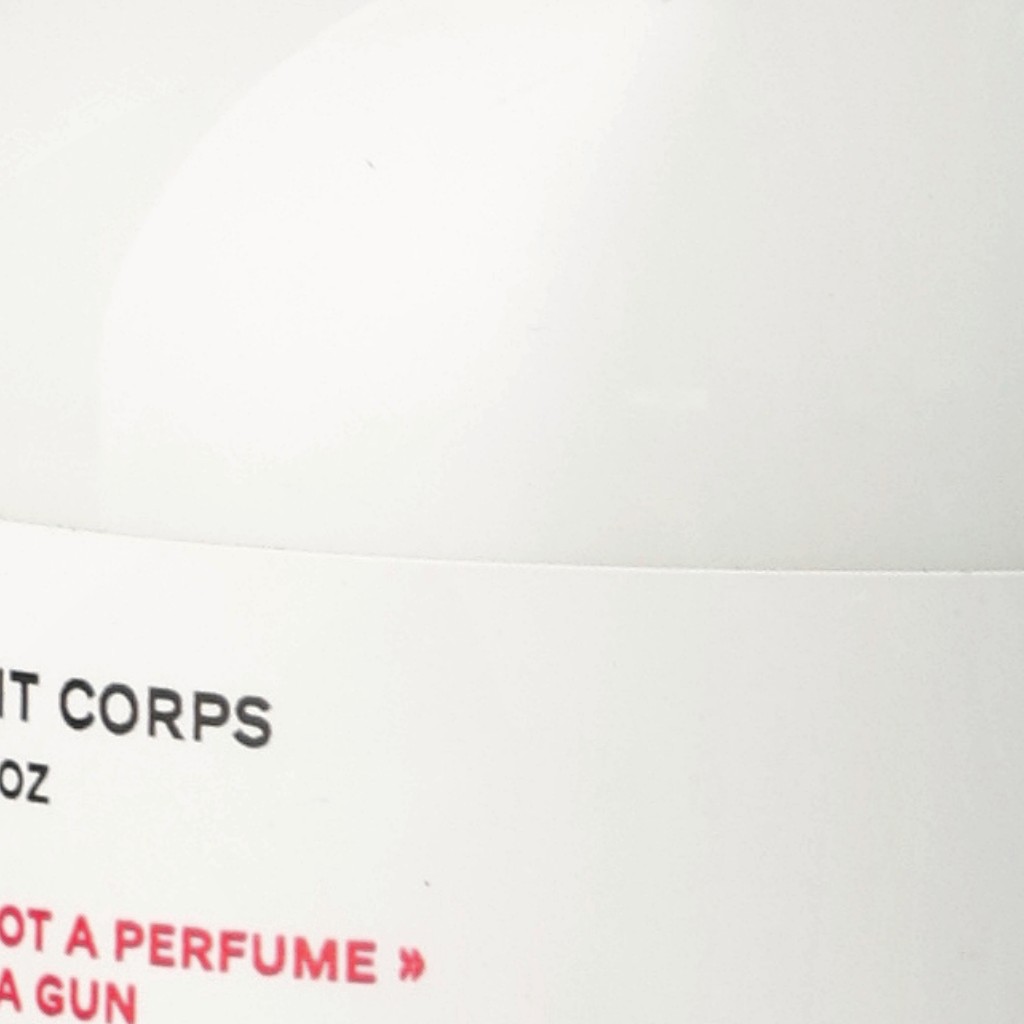 IT CORPS
OZ
OT A PERFUME »
A GUN